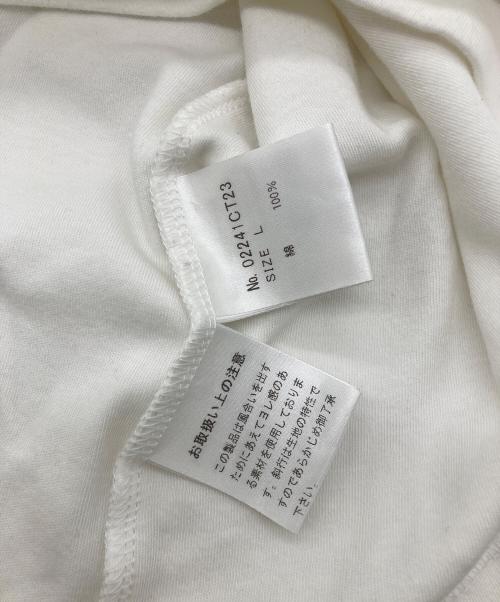 No. 02241CT23
SIZE L
綿 100%
お取扱い上の注意
この製品は風合いを出す
ためにあえてヨレ感のあ
る素材を使用しておりま
す。斜行は生地の特性で
すのであらかじめ御了承
下さい。